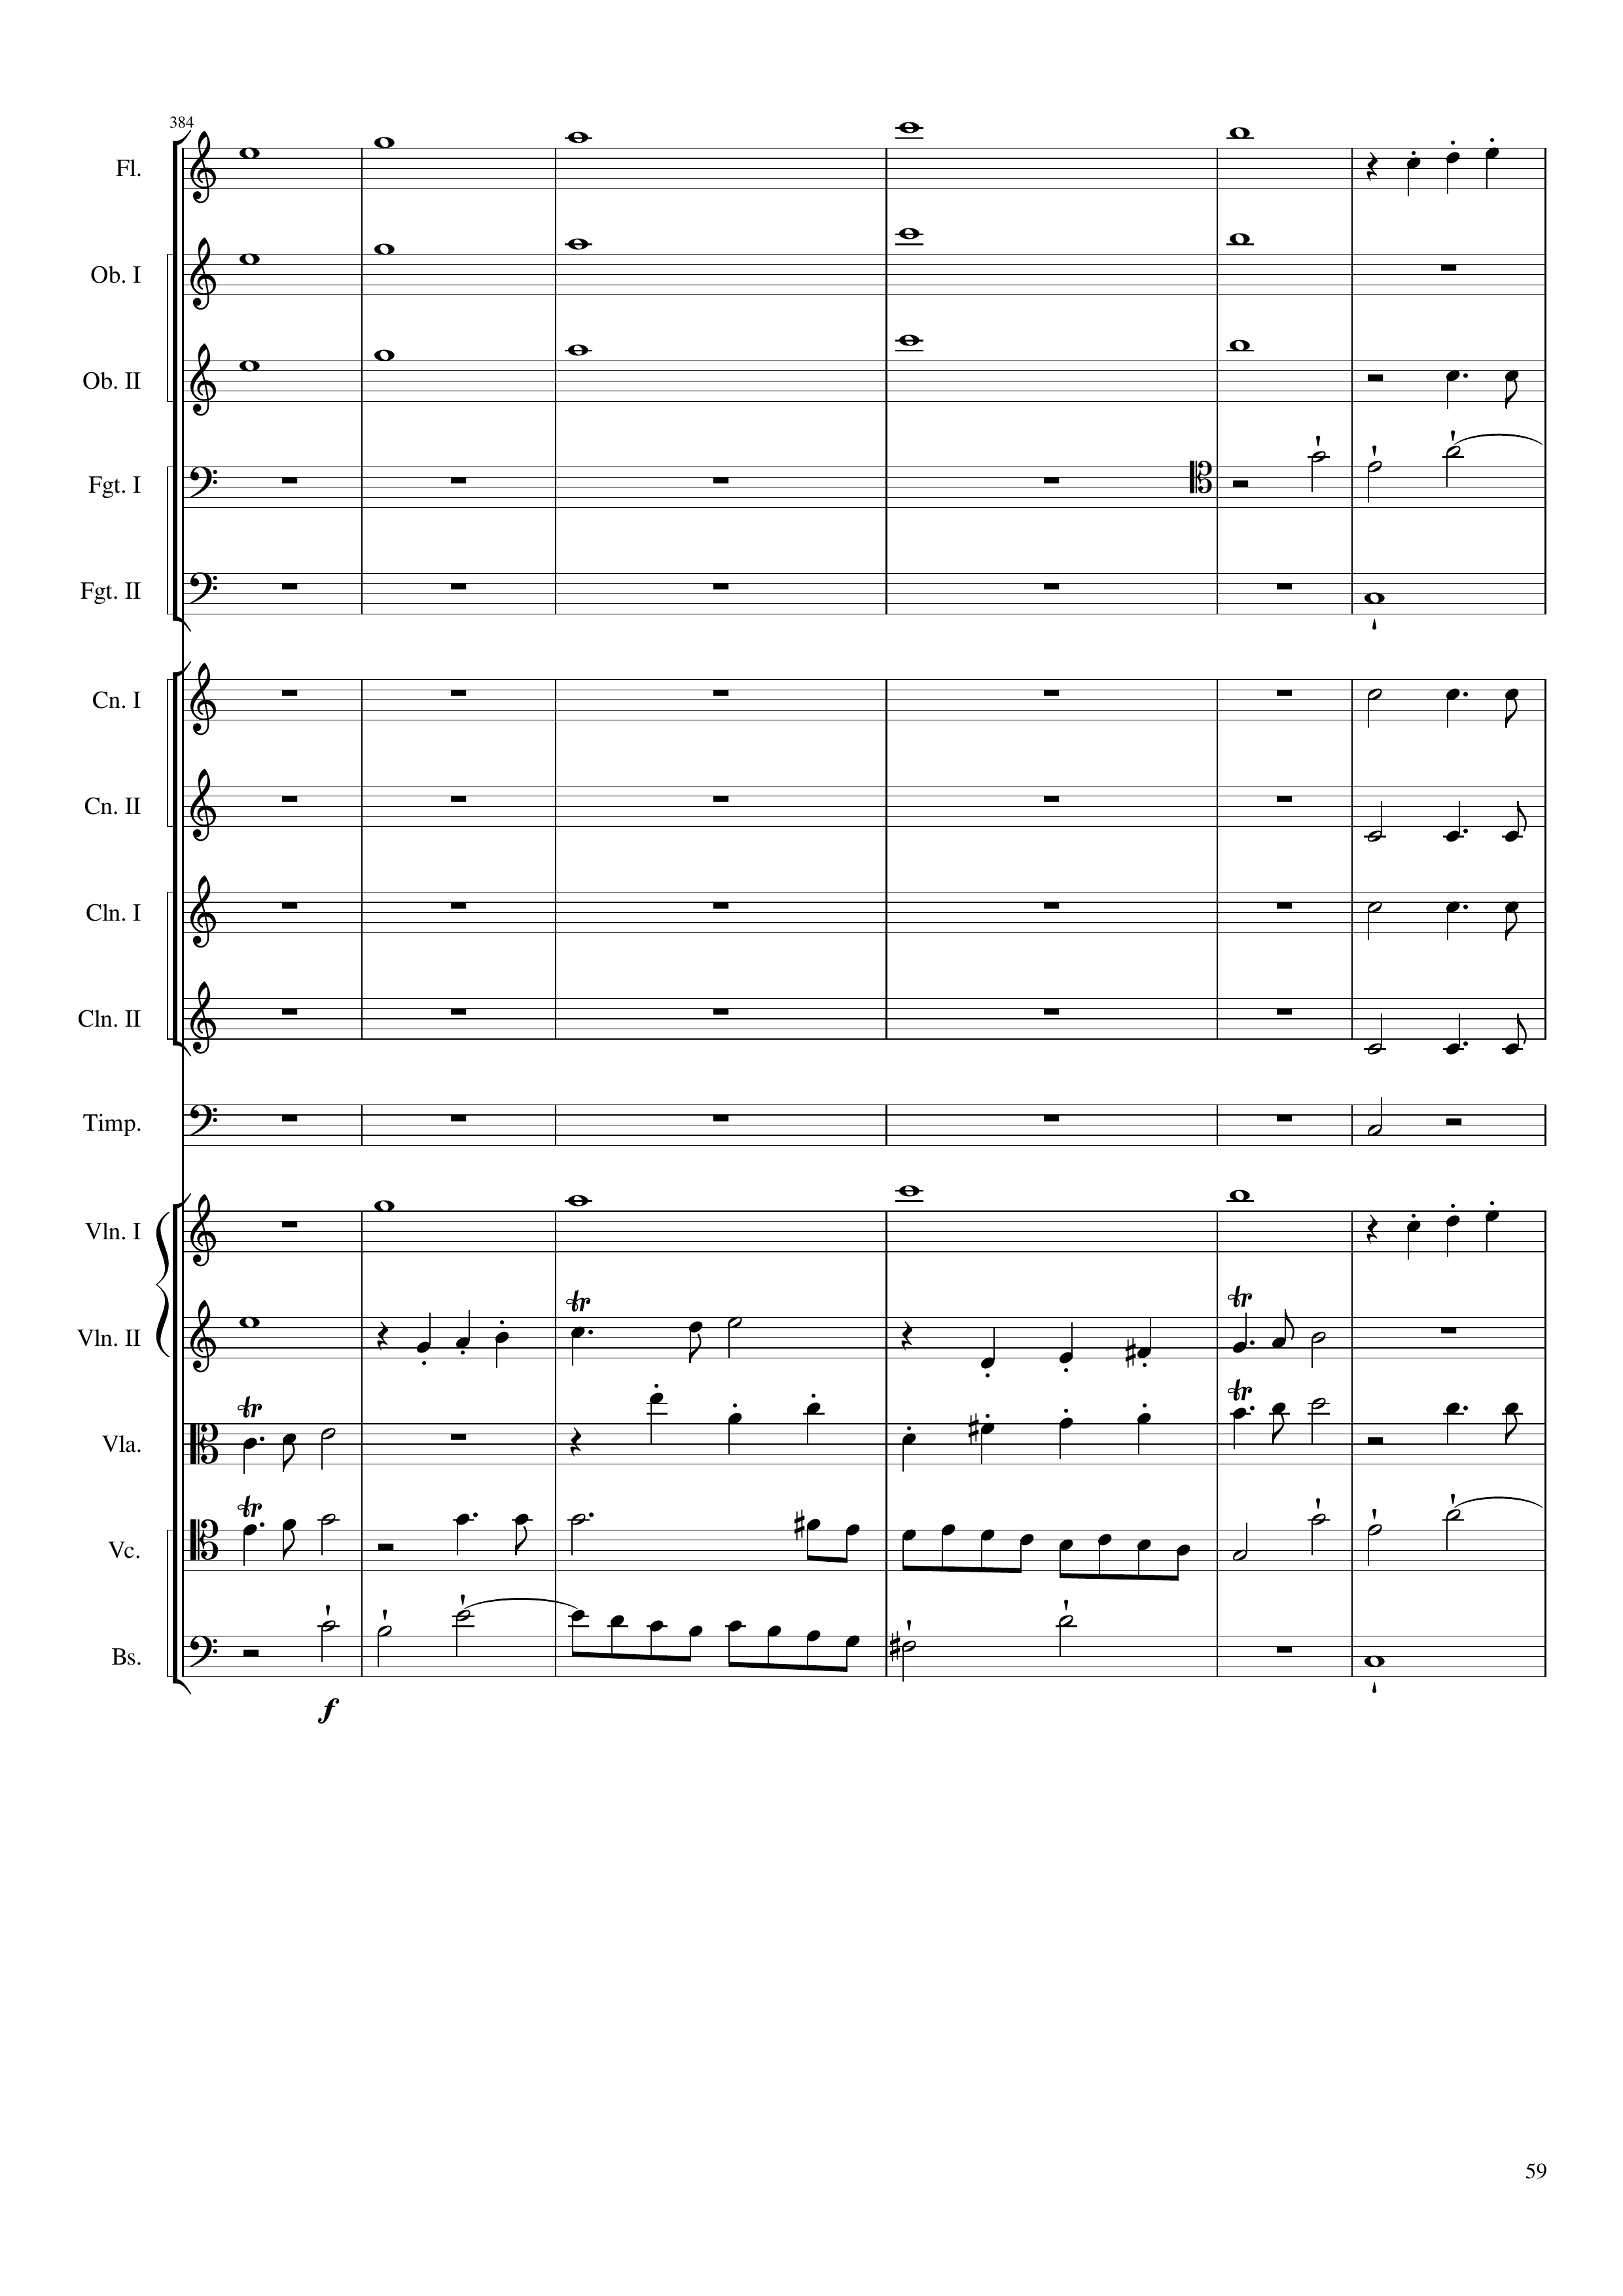 384
Fl.
Ob. I
Ob. II
Fgt. I
Fgt. II
Cn. I
Cn. II
Cln. I
Cln. II
Timp.
Vln. I
Vln. II
Vla.
Vc.
Bs.
f
59